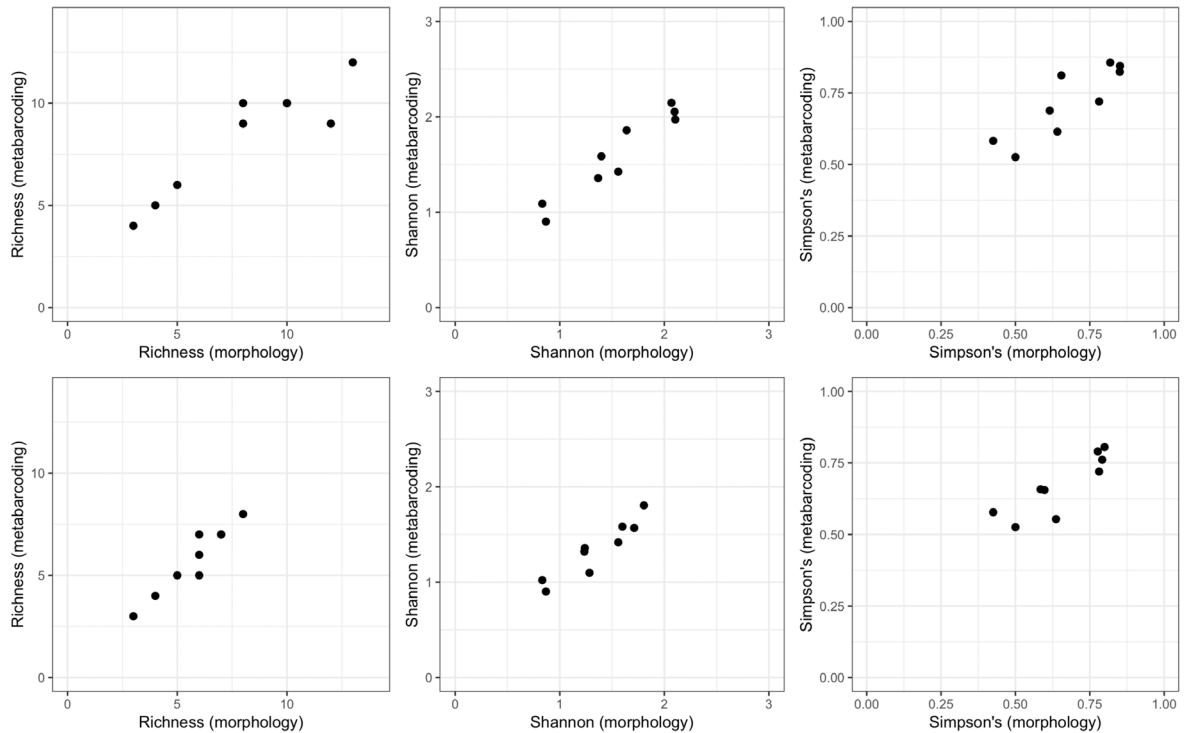 Richness (metabarcoding)
10
5
0
0 5 10
Richness (morphology)
Shannon (metabarcoding)
3
2
1
0
0 1 2 3
Shannon (morphology)
Simpson's (metabarcoding)
1.00
0.75
0.50
0.25
0.00
0.00 0.25 0.50 0.75 1.00
Simpson's (morphology)
Richness (metabarcoding)
10
5
0
0 5 10
Richness (morphology)
Shannon (metabarcoding)
3
2
1
0
0 1 2 3
Shannon (morphology)
Simpson's (metabarcoding)
1.00
0.75
0.50
0.25
0.00
0.00 0.25 0.50 0.75 1.00
Simpson's (morphology)